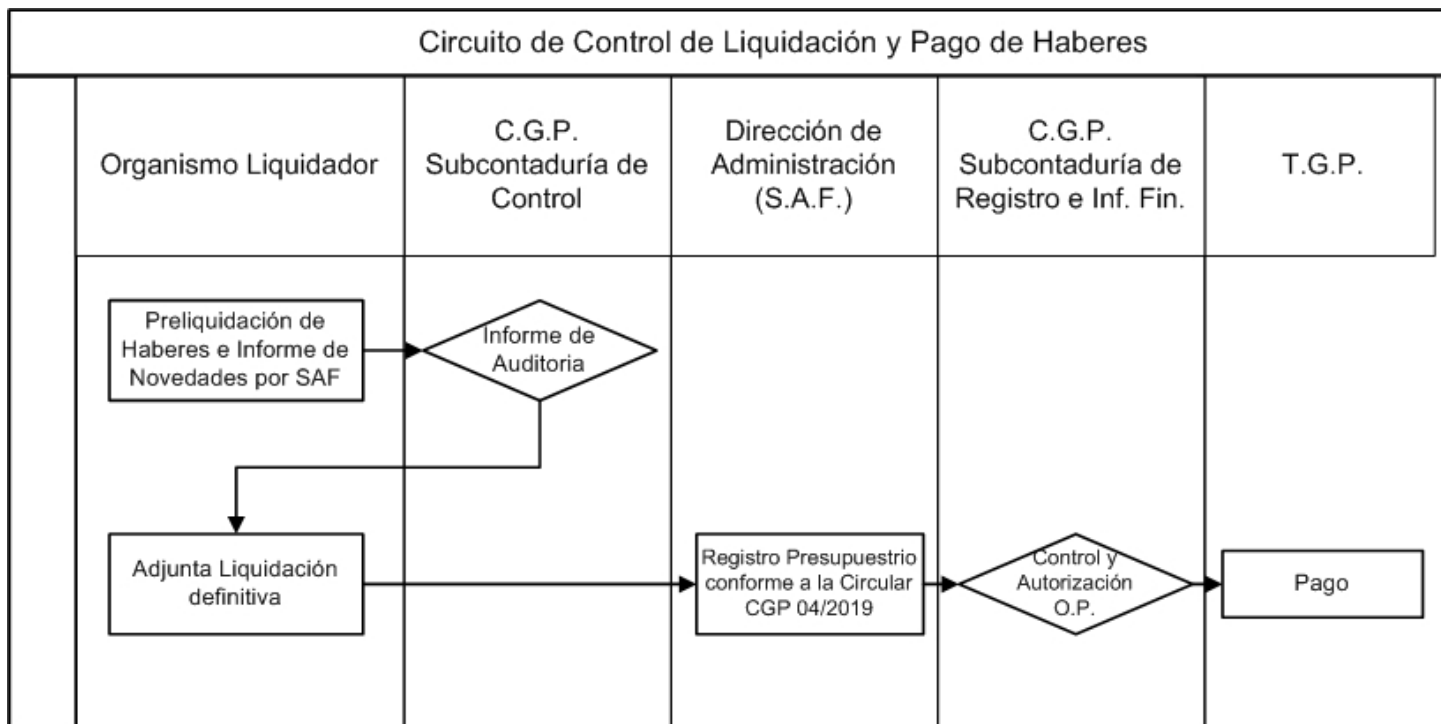 Circuito de Control de Liquidación y Pago de Haberes
Organismo Liquidador
C.G.P.
Subcontaduría de
Control
Dirección de
Administración
(S.A.F.)
C.G.P.
Subcontaduría de
Registro e Inf. Fin.
T.G.P.
Preliquidación de
Haberes e Informe de
Novedades por SAF
Informe de
Auditoria
Adjunta Liquidación
definitiva
Registro Presupuestrio
conforme a la Circular
CGP 04/2019
Control y
Autorización
O.P.
Pago